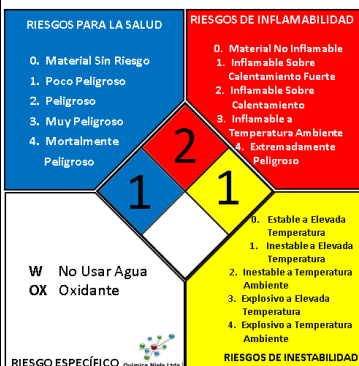 RIESGOS PARA LA SALUD
0. Material Sin Riesgo
1. Poco Peligroso
2. Peligroso
3. Muy Peligroso
4. Mortalmente
Peligroso
RIESGOS DE INFLAMABILIDAD
0. Material No Inflamable
1. Inflamable Sobre
Calentamiento Fuerte
2. Inflamable Sobre
Calentamiento
3. Inflamable a
Temperatura Ambiente
4. Extremadamente
Peligroso
2
1
1
W No Usar Agua
OX Oxidante
RIESGO ESPECÍFICO
0. Estable a Elevada
Temperatura
1. Inestable a Elevada
Temperatura
2. Inestable a Temperatura
Ambiente
3. Explosivo a Elevada
Temperatura
4. Explosivo a Temperatura
Ambiente
RIESGOS DE INESTABILIDAD